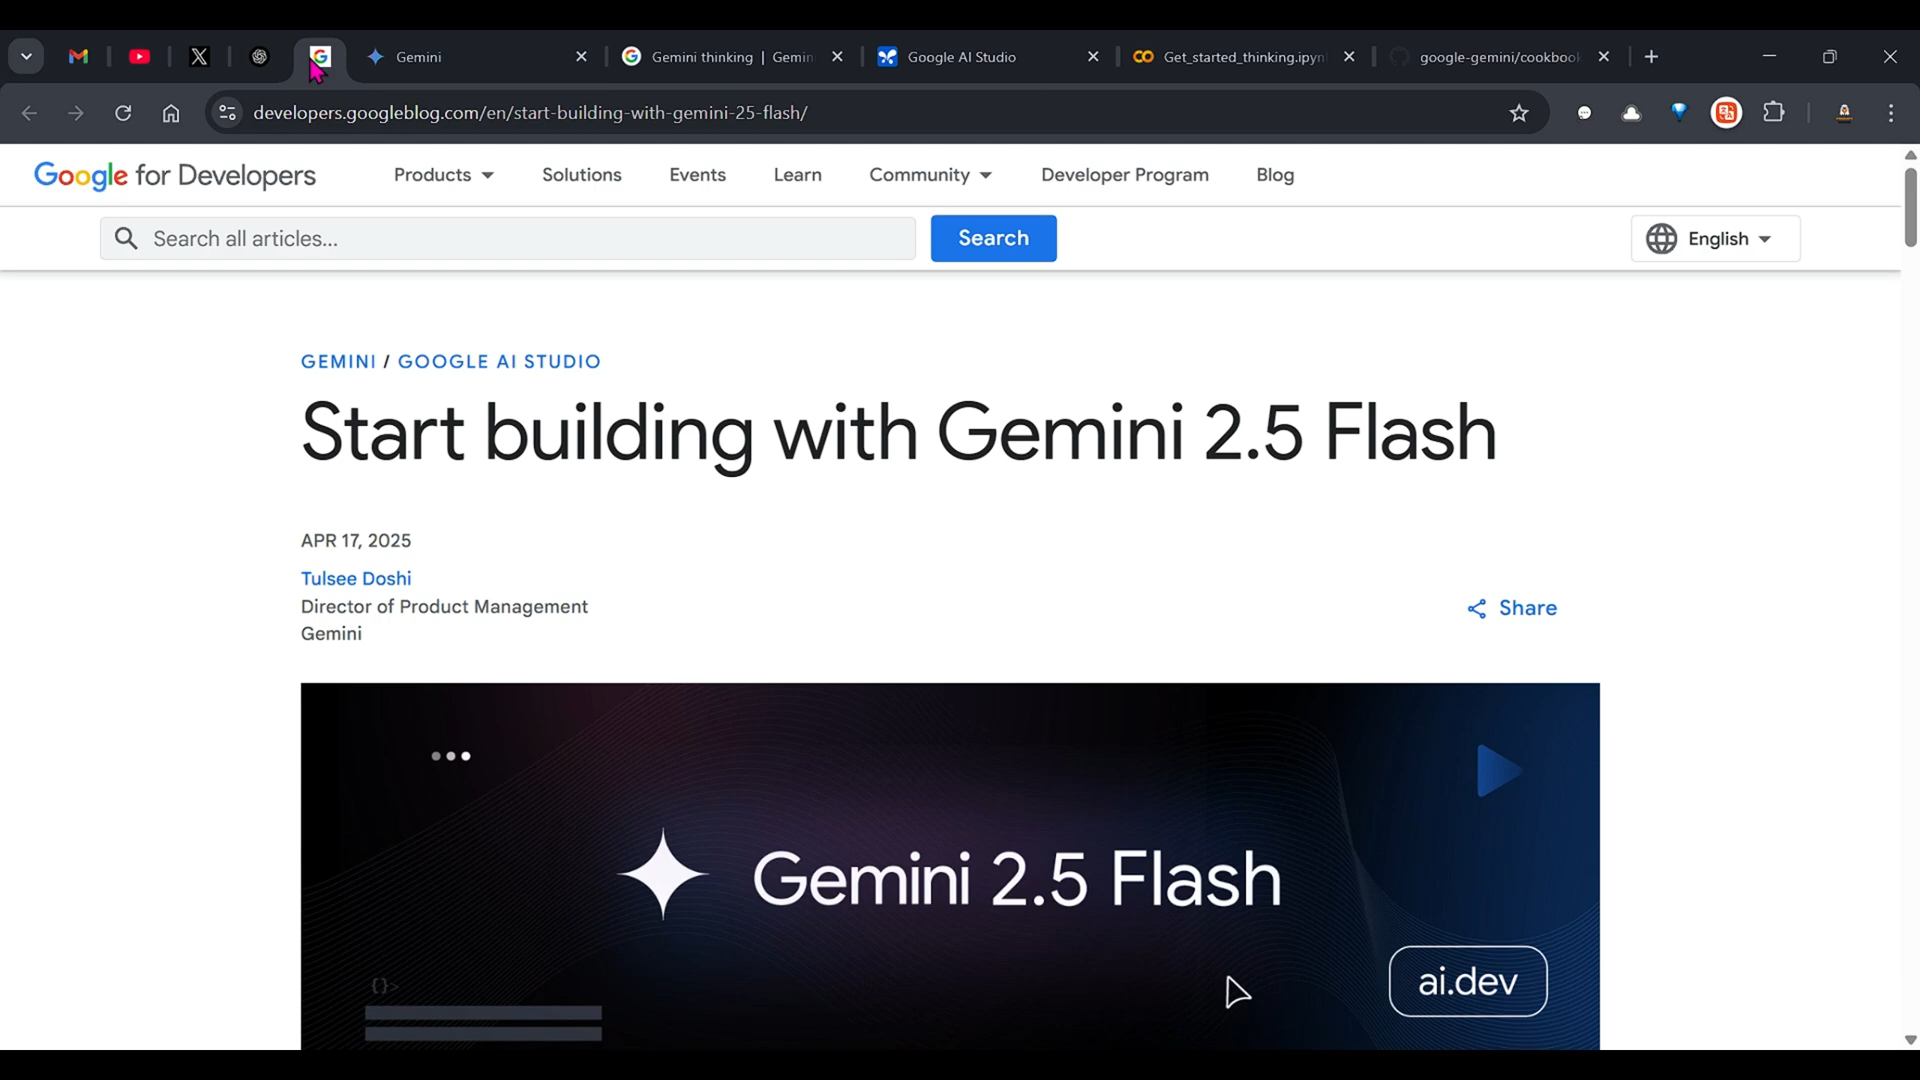 Gemini
Gemini thinking | Gemin
Google AI Studio
Get_started_thinking.ipyn
google-gemini/cookbook
developers.googleblog.com/en/start-building-with-gemini-25-flash/
Google for Developers
Products
Solutions
Events
Learn
Community
Developer Program
Blog
Search all articles...
Search
English
GEMINI / GOOGLE AI STUDIO
Start building with Gemini 2.5 Flash
APR 17, 2025
Tulsee Doshi
Director of Product Management
Gemini
Share
Gemini 2.5 Flash
{}>
ai.dev